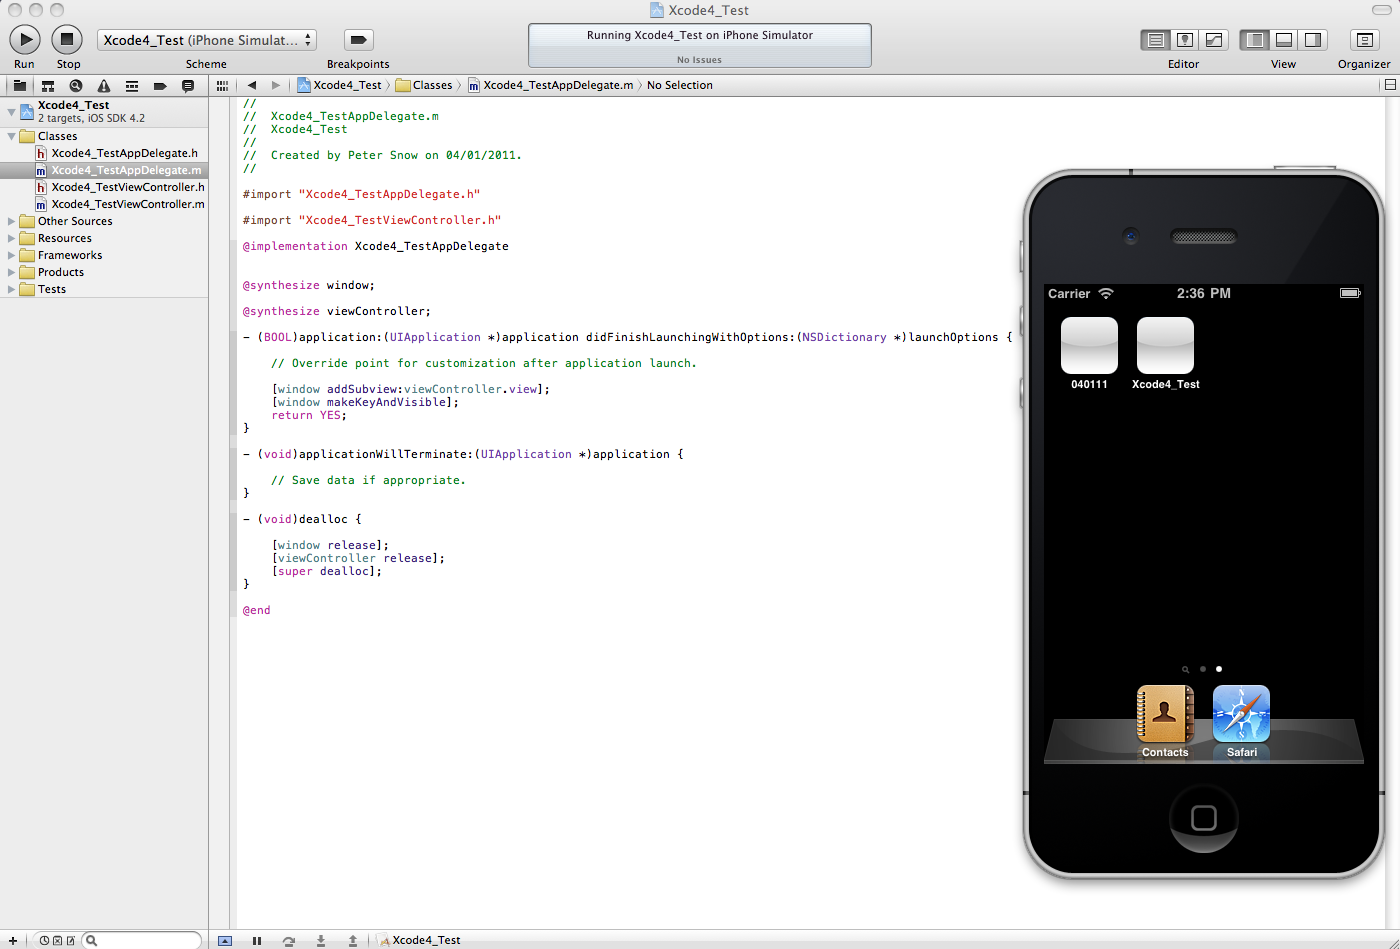 Xcode4_Test
Xcode4_Test (iPhone Simulat...
Running Xcode4_Test on iPhone Simulator
No Issues
Run Stop Scheme Breakpoints Editor View Organizer
Xcode4_Test Classes Xcode4_TestAppDelegate.m No Selection
Xcode4_Test
2 targets, iOS SDK 4.2
Classes
Xcode4_TestAppDelegate.h
Xcode4_TestAppDelegate.m
Xcode4_TestViewController.h
Xcode4_TestViewController.m
Other Sources
Resources
Frameworks
Products
Tests
//
//  Xcode4_TestAppDelegate.m
//  Xcode4_Test
//
//  Created by Peter Snow on 04/01/2011.
//
#import "Xcode4_TestAppDelegate.h"
#import "Xcode4_TestViewController.h"
@implementation Xcode4_TestAppDelegate
@synthesize window;
@synthesize viewController;
- (BOOL)application:(UIApplication *)application didFinishLaunchingWithOptions:(NSDictionary *)launchOptions {
// Override point for customization after application launch.
[window addSubview:viewController.view];
[window makeKeyAndVisible];
return YES;
}
- (void)applicationWillTerminate:(UIApplication *)application {
// Save data if appropriate.
}
- (void)dealloc {
[window release];
[viewController release];
[super dealloc];
}
@end
Carrier 2:36 PM
040111 Xcode4_Test
Contacts Safari
Xcode4_Test